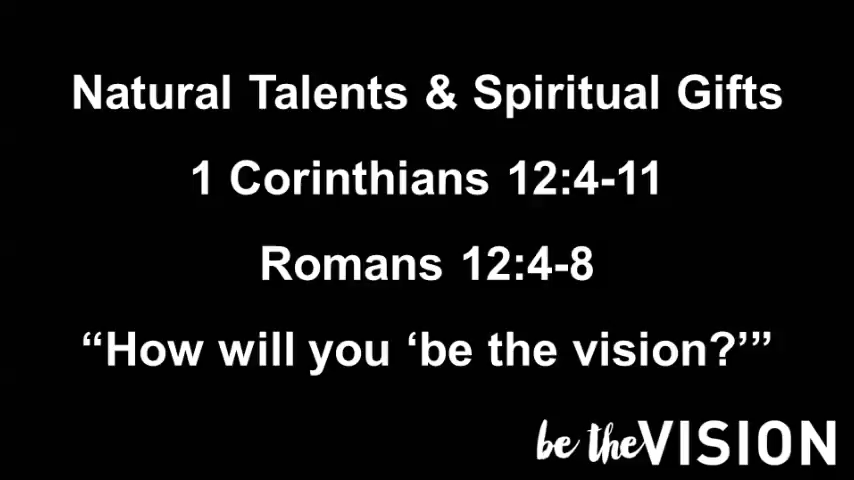 Natural Talents & Spiritual Gifts
1 Corinthians 12:4-11
Romans 12:4-8
“How will you ‘be the vision?’”
be the VISION